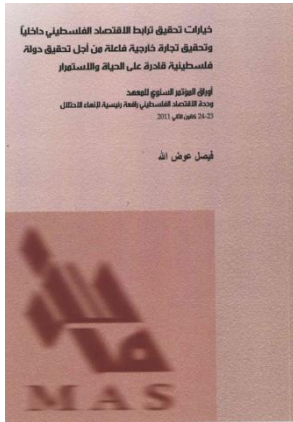 خيارات تحقيق ترابط الاقتصاد الفلسطيني داخلياً
وتحقيق تجارة خارجية فاعلة من أجل تحقيق دولة
فلسطينية قادرة على الحياة والاستمرار
أوراق المؤتمر السنوي للمعهد
وحدة الاقتصاد الفلسطيني رافعة رئيسية لإنهاء الاحتلال
23-24 كانون الثاني 2011
فيصل عوض الله
ماس
MAS